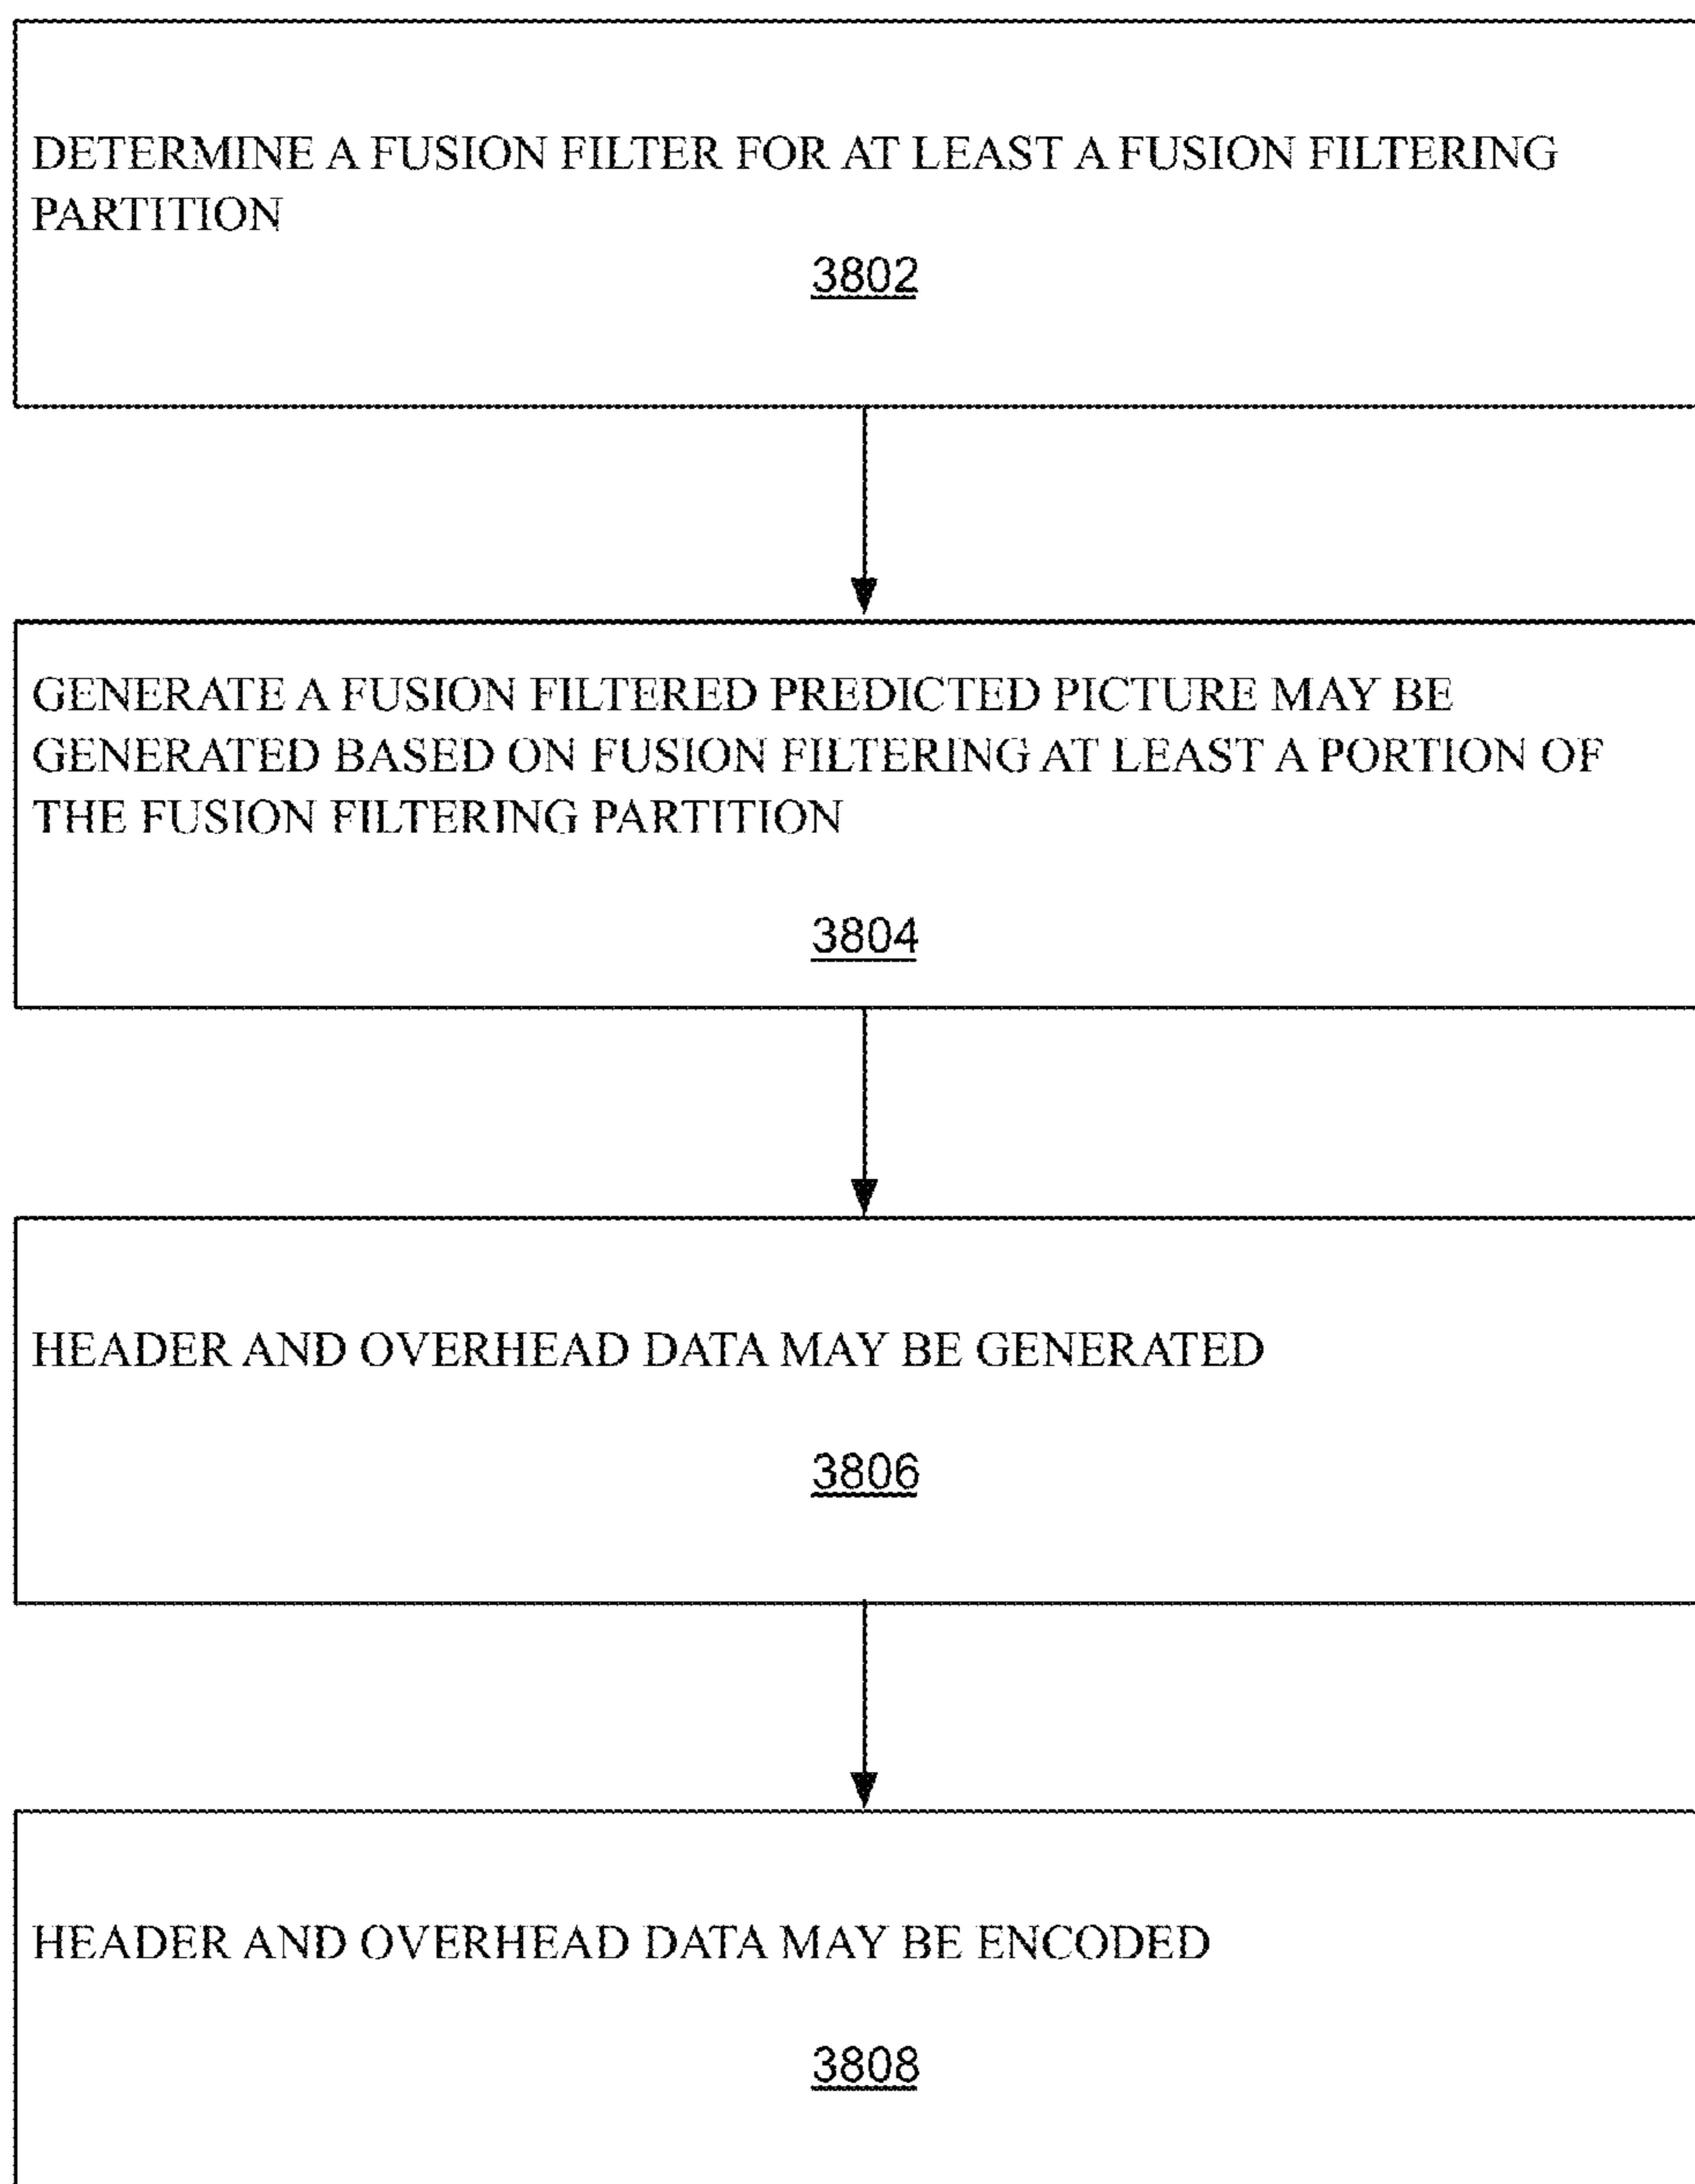 DETERMINE A FUSION FILTER FOR AT LEAST A FUSION FILTERING
PARTITION
3802
GENERATE A FUSION FILTERED PREDICTED PICTURE MAY BE
GENERATED BASED ON FUSION FILTERING AT LEAST A PORTION OF
THE FUSION FILTERING PARTITION
3804
HEADER AND OVERHEAD DATA MAY BE GENERATED
3806
HEADER AND OVERHEAD DATA MAY BE ENCODED
3808